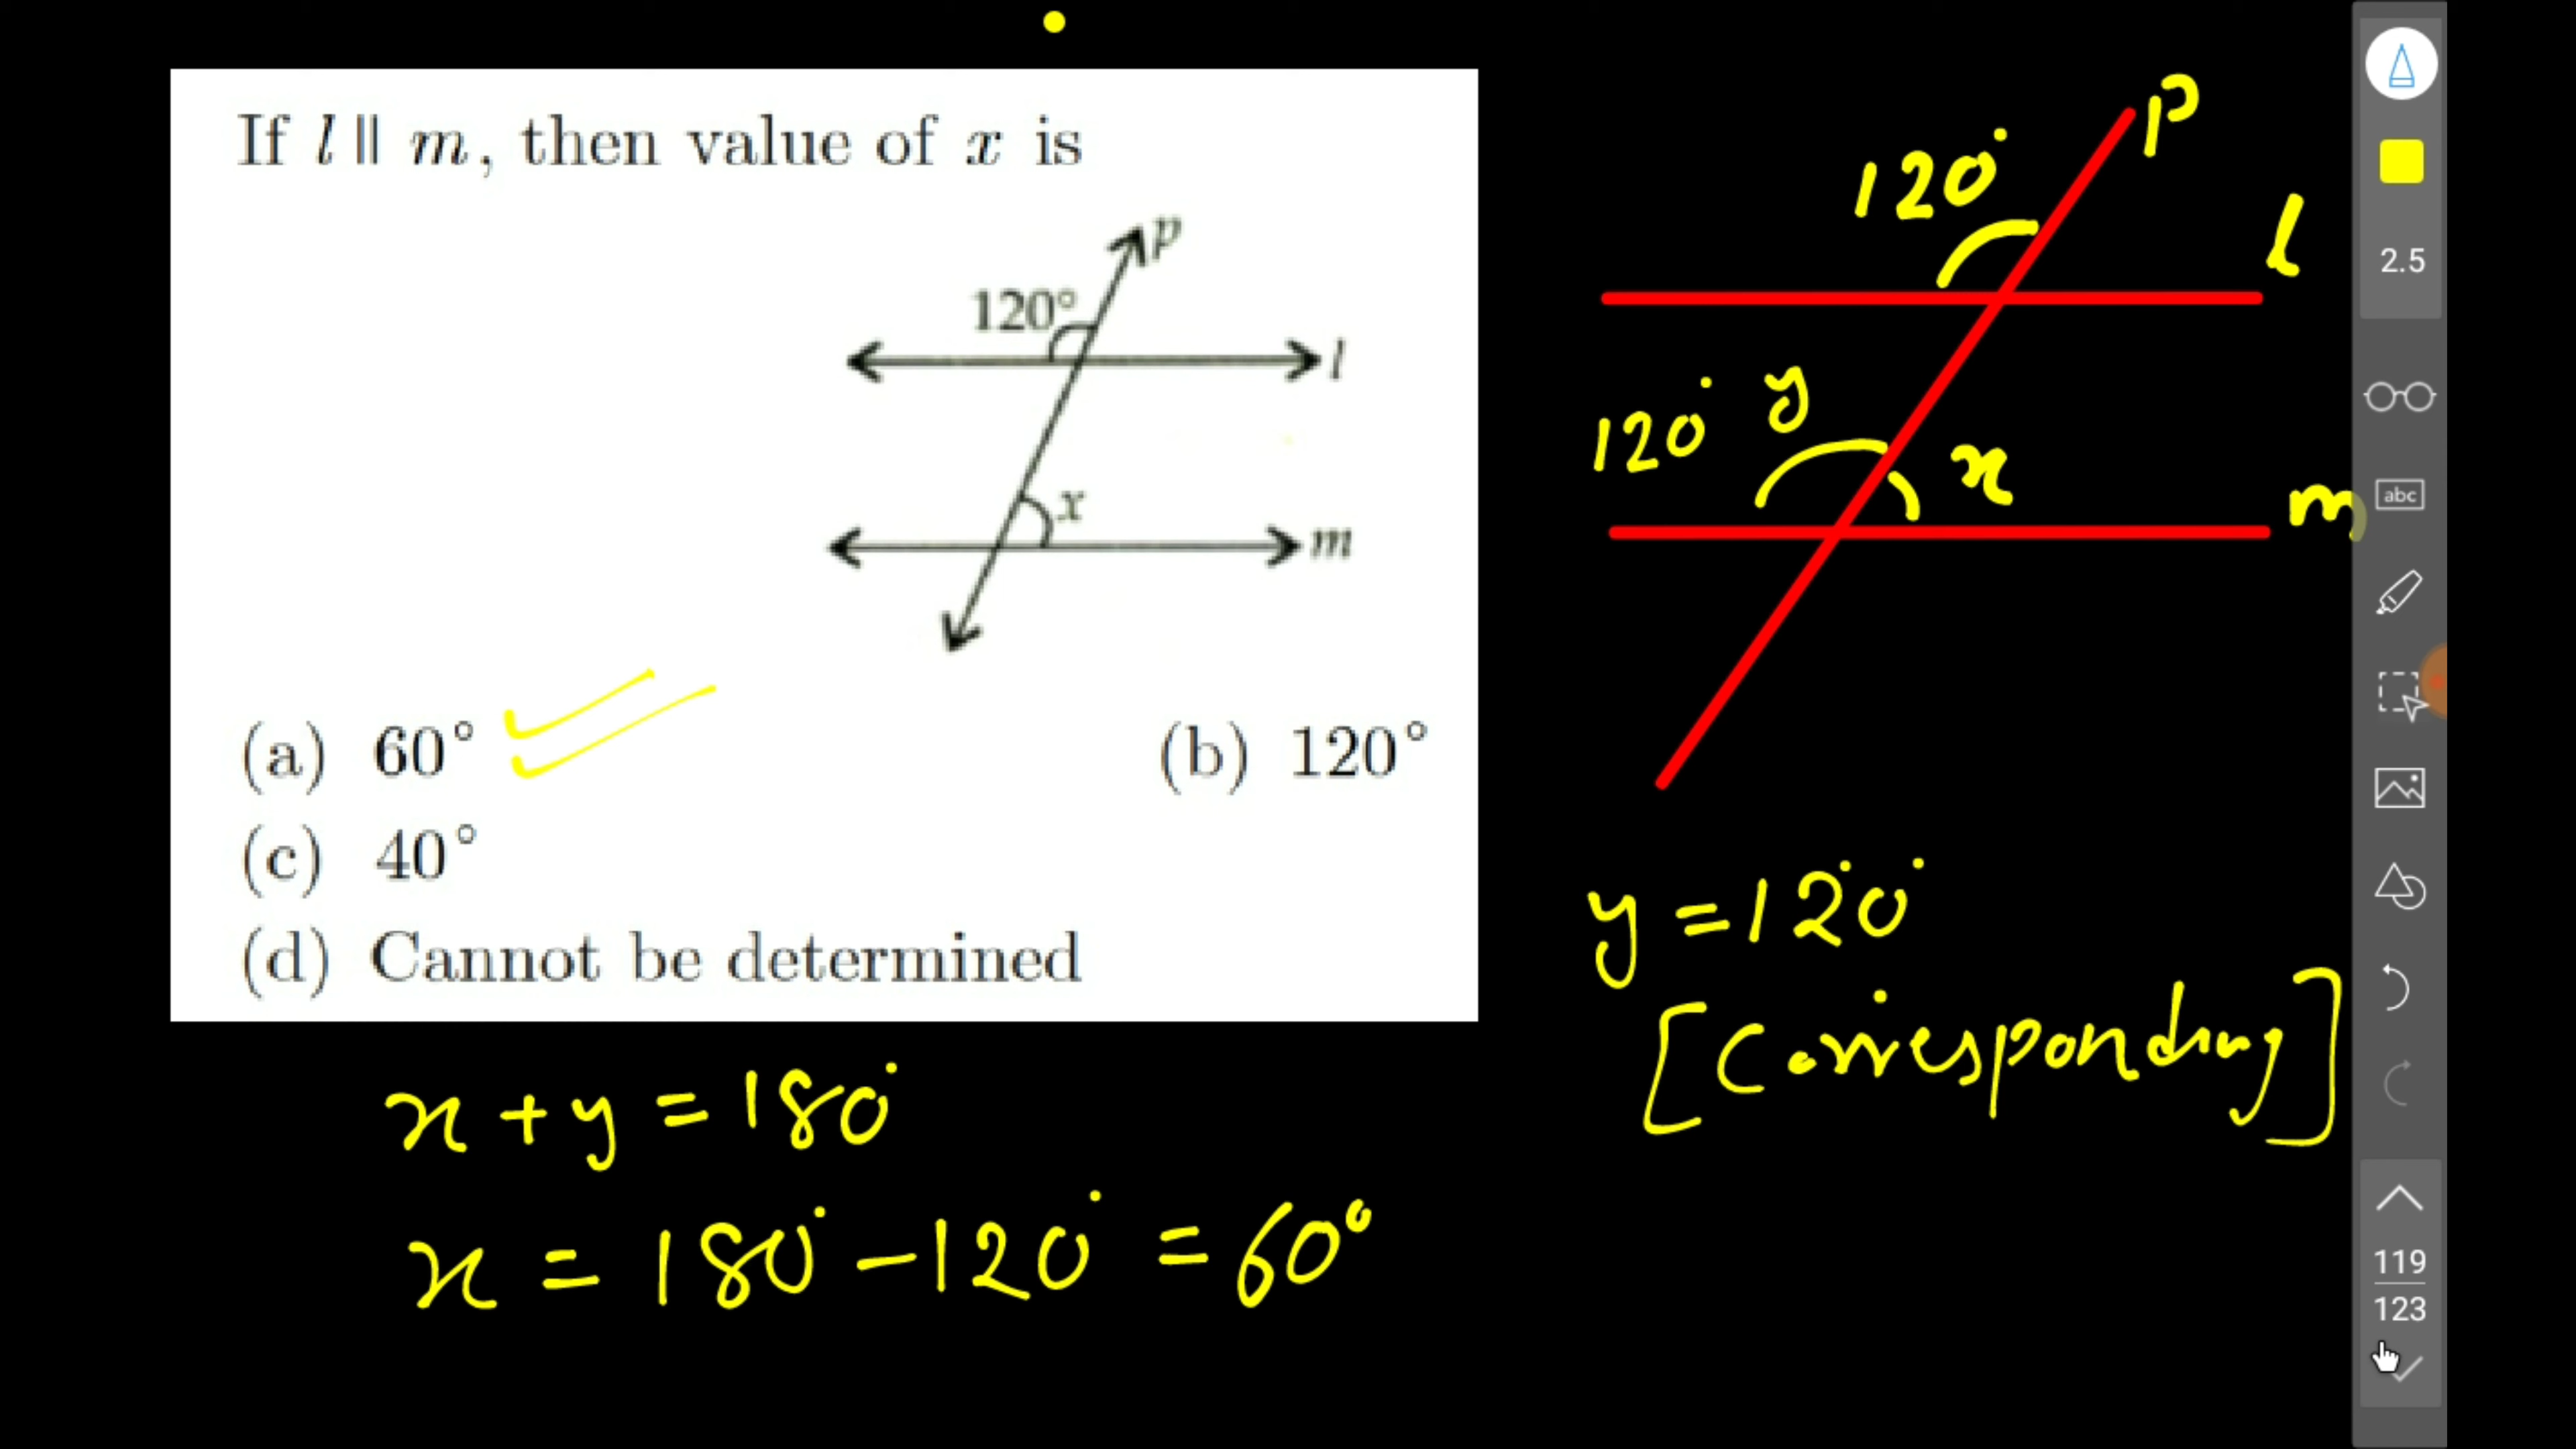 If l || m, then value of x is
p
120°
l
x
m
(a) 60°
(b) 120°
(c) 40°
(d) Cannot be determined
x + y = 180°
x = 180° - 120° = 60°
p
120°
l
120° y
x
m
y = 120°
[Corresponding]
2.5
abc
119
123